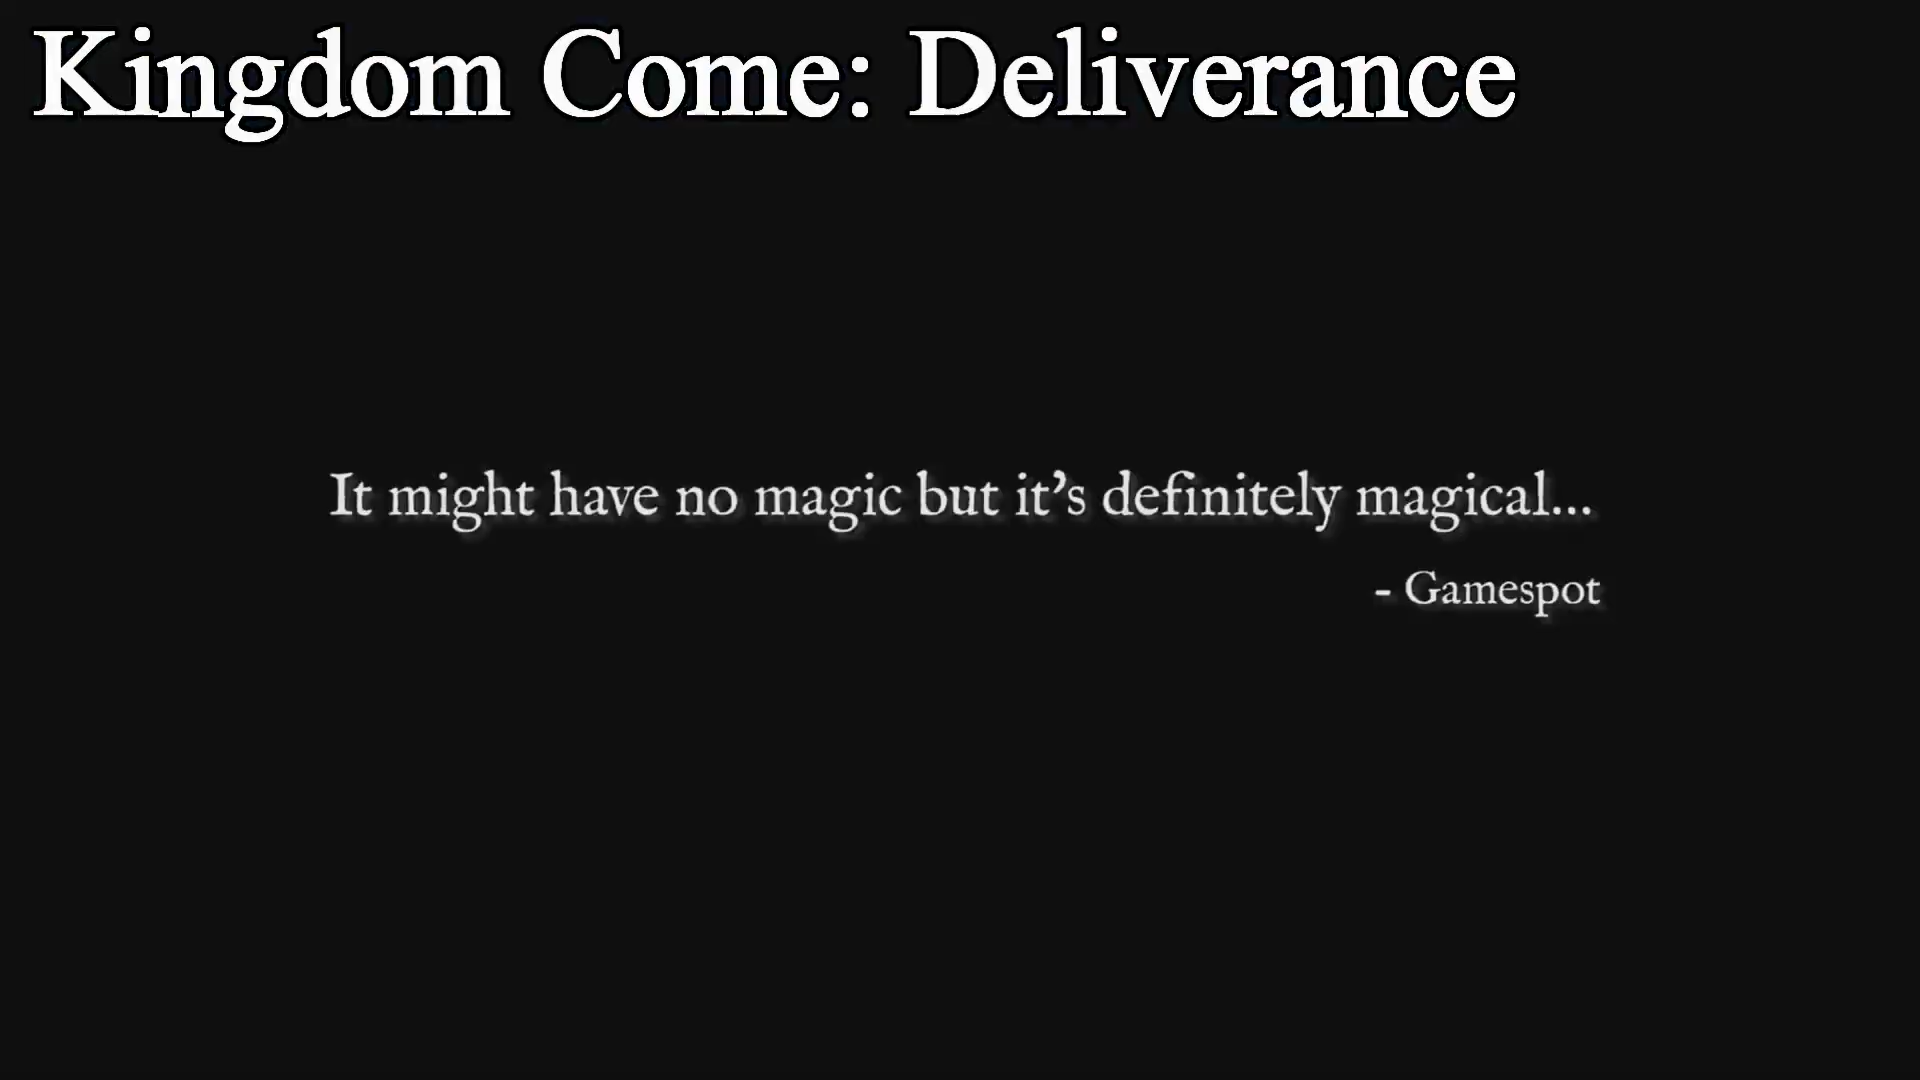 Kingdom Come: Deliverance
It might have no magic but it's definitely magical...
- Gamespot